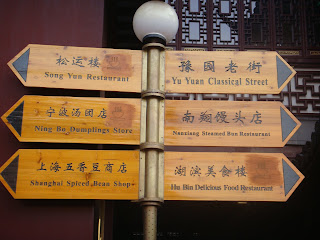 松运楼
Song Yun Restaurant
豫園老街
Yu Yuan Classical Street
宁波汤团店
Ning Bo Dumplings Store
南翔馒头店
Nanxiang Steamed Bun Restaurant
上海五香豆商店
Shanghai Spiced Bean Shop
湖滨美食楼
Hu Bin Delicious Food Restaurant